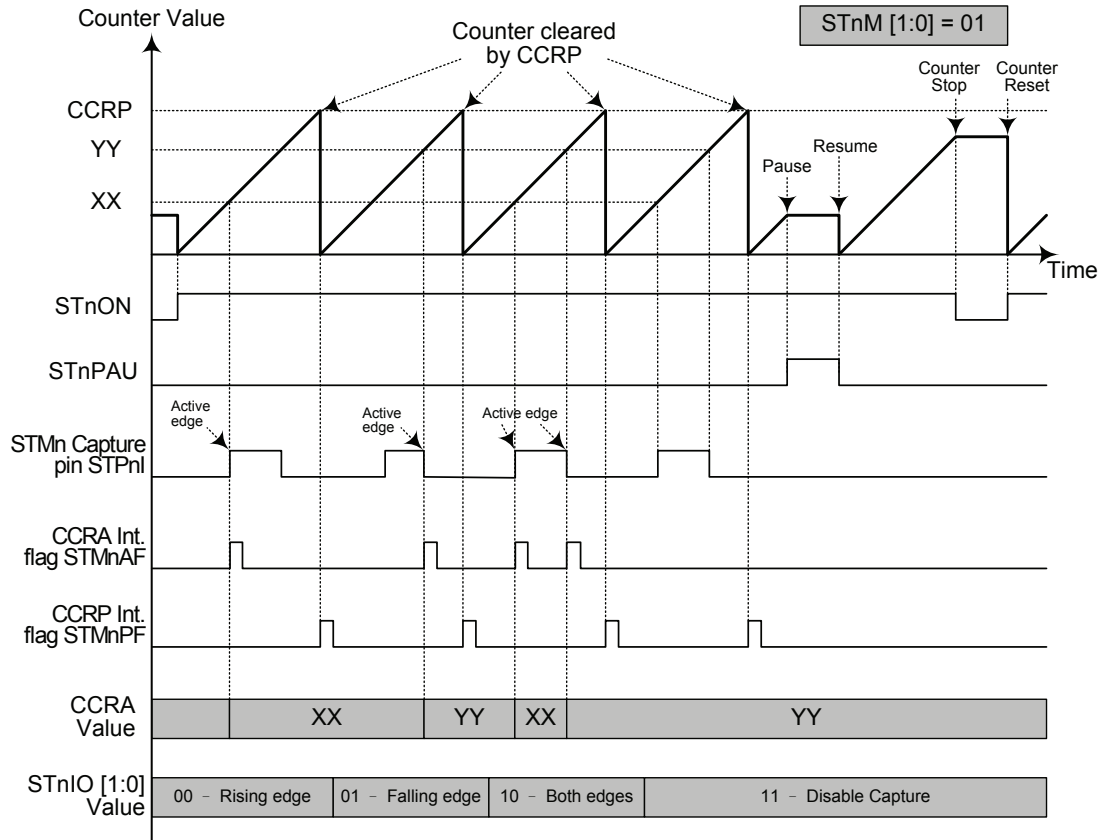 Counter Value
STnM [1:0] = 01
Counter cleared
by CCRP
Counter
Stop
Counter
Reset
CCRP
YY
XX
Pause
Resume
Time
STnON
STnPAU
Active
edge
Active
edge
Active edge
STMn Capture
pin STPnI
CCRA Int.
flag STMnAF
CCRP Int.
flag STMnPF
CCRA
Value
XX
YY
XX
YY
STnIO [1:0]
Value
00 – Rising edge
01 – Falling edge
10 – Both edges
11 – Disable Capture